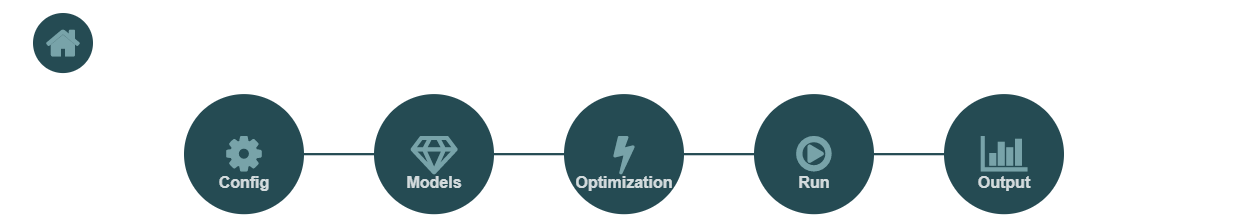 Config
Models
Optimization
Run
Output